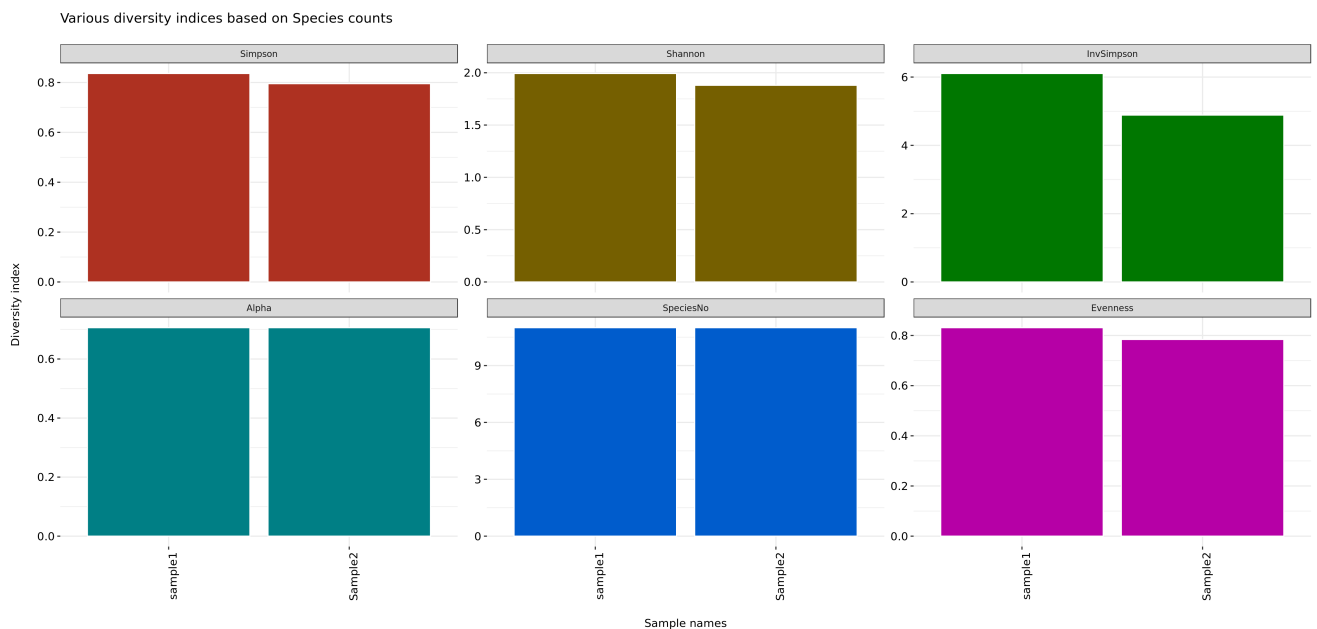 Various diversity indices based on Species counts
Simpson
Shannon
InvSimpson
0.8
0.6
0.4
0.2
0.0
2.0
1.5
1.0
0.5
0.0
6
4
2
0
Diversity index
Alpha
SpeciesNo
Evenness
0.6
0.4
0.2
0.0
9
6
3
0
0.8
0.6
0.4
0.2
0.0
sample1
Sample2
sample1
Sample2
sample1
Sample2
Sample names